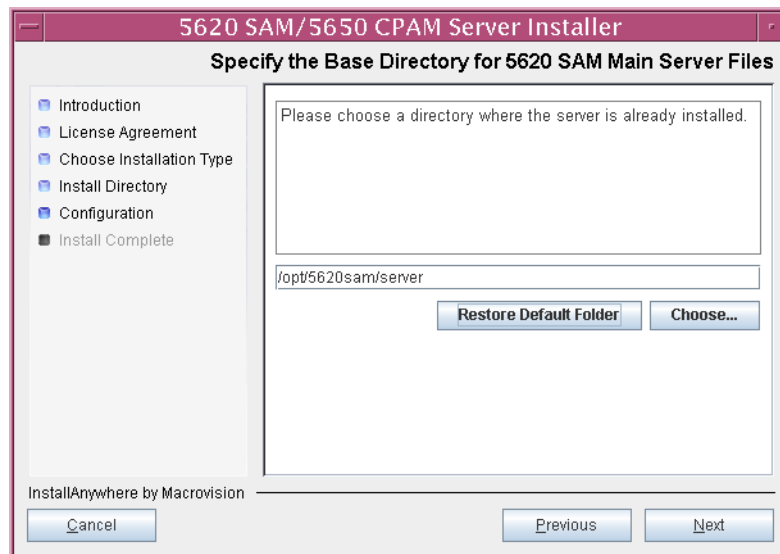 5620 SAM/5650 CPAM Server Installer
Specify the Base Directory for 5620 SAM Main Server Files
Introduction
License Agreement
Choose Installation Type
Install Directory
Configuration
Install Complete
Please choose a directory where the server is already installed.
/opt/5620sam/server
Restore Default Folder
Choose...
InstallAnywhere by Macrovision
Cancel
Previous
Next